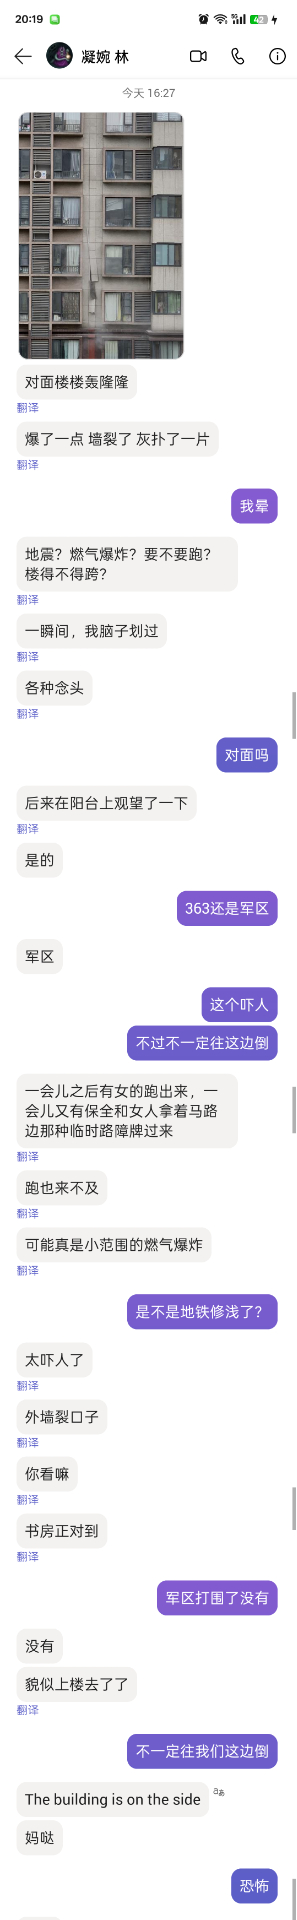 20:19
5G
42
凝婉 林
今天 16:27
对面楼楼轰隆隆
翻译
爆了一点 墙裂了 灰扑了一片
翻译
我晕
地震？燃气爆炸？要不要跑？
楼得不得跨？
翻译
一瞬间，我脑子划过
翻译
各种念头
翻译
对面吗
后来在阳台上观望了一下
翻译
是的
363还是军区
军区
这个吓人
不过不一定往这边倒
一会儿之后有女的跑出来，一
会儿又有保全和女人拿着马路
边那种临时路障牌过来
翻译
跑也来不及
翻译
可能真是小范围的燃气爆炸
翻译
是不是地铁修浅了？
太吓人了
翻译
外墙裂口子
翻译
你看嘛
翻译
书房正对到
翻译
军区打围了没有
没有
貌似上楼去了了
翻译
不一定往我们这边倒
The building is on the side
aあ
妈哒
恐怖